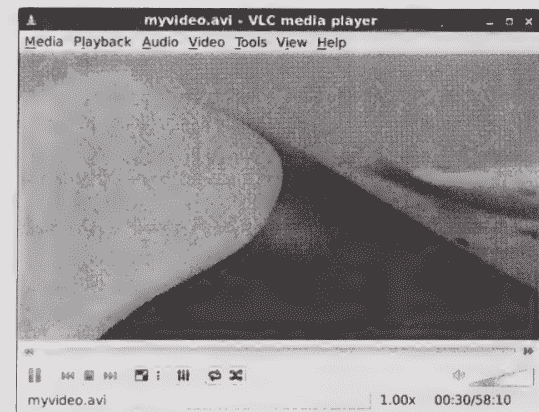 myvideo.avi - VLC media player
Media Playback Audio Video Tools View Help
myvideo.avi 1.00x 00:30/58:10